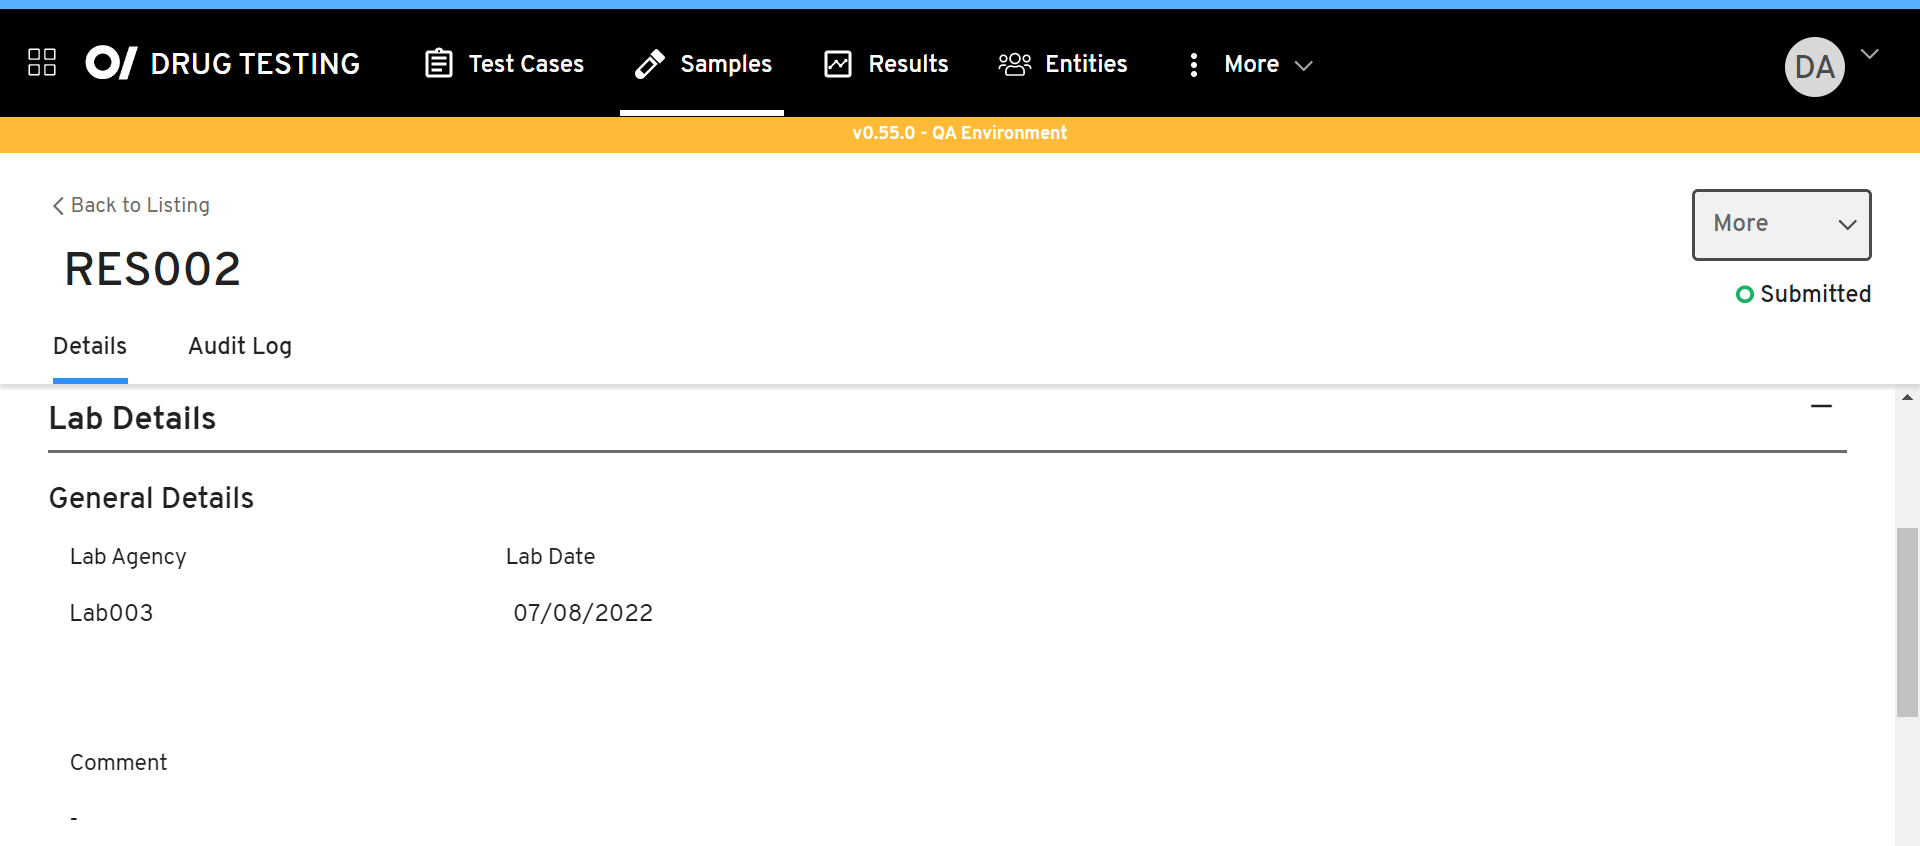 DRUG TESTING
Test Cases
Samples
Results
Entities
More
DA
v0.55.0 - QA Environment
Back to Listing
More
RES002
Submitted
Details
Audit Log
Lab Details
General Details
Lab Agency
Lab Date
Lab003
07/08/2022
Comment
-